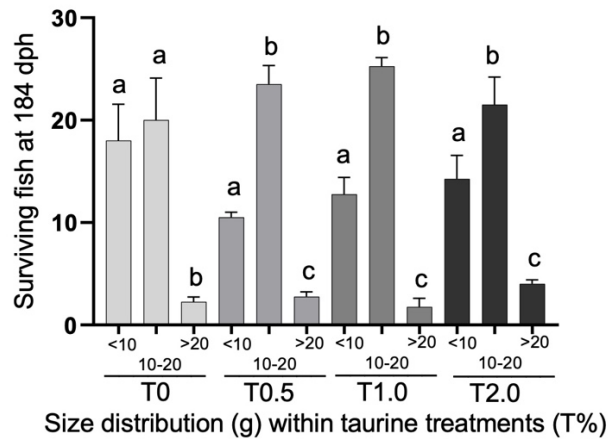 30
20
10
0
Surviving fish at 184 dph
a a b
a b c
a b c
a b c
<10 >20 <10 >20 <10 >20 <10 >20
10-20 10-20 10-20 10-20
T0 T0.5 T1.0 T2.0
Size distribution (g) within taurine treatments (T%)